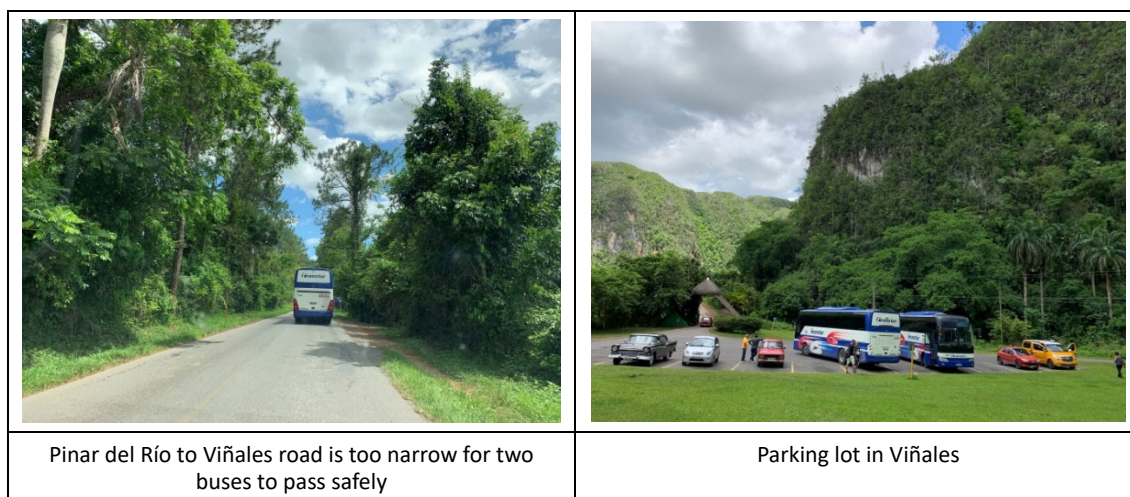 Pinar del Río to Viñales road is too narrow for two
buses to pass safely
Parking lot in Viñales